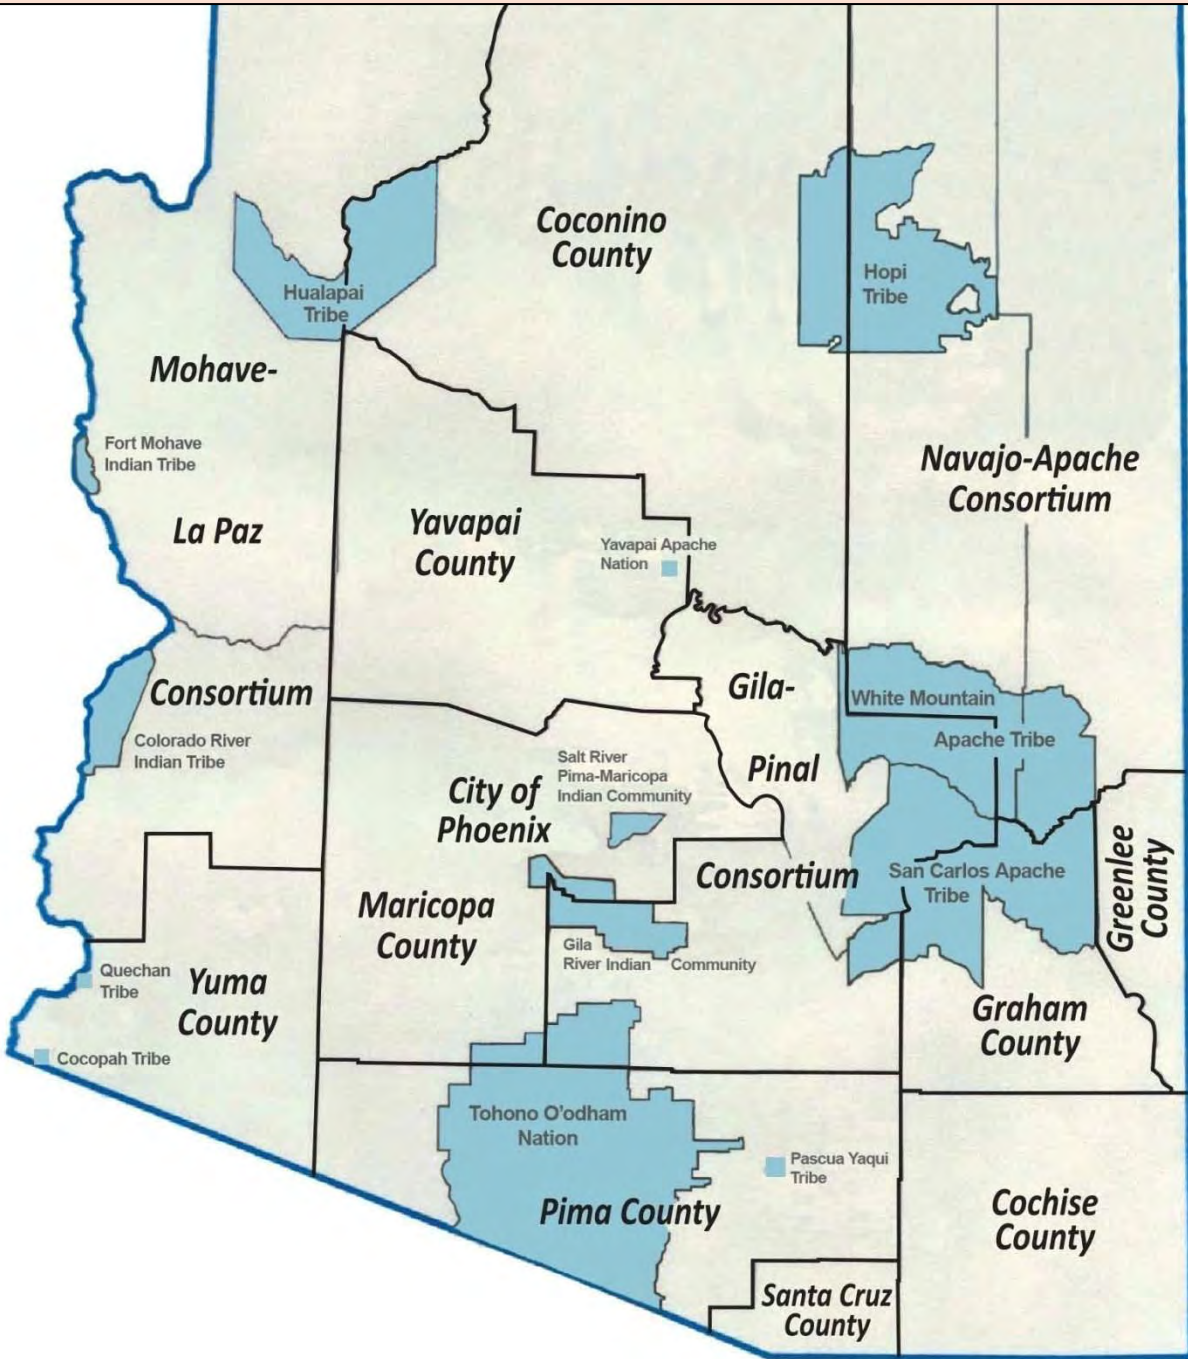 Coconino
County
Hopi
Tribe
Hualapai
Tribe
Mohave-
Fort Mohave
Indian Tribe
Navajo-Apache
Consortium
La Paz
Yavapai
County
Yavapai Apache
Nation
Consortium
Gila-
White Mountain
Apache Tribe
Colorado River
Indian Tribe
Salt River
Pima-Maricopa
Indian Community
Pinal
City of
Phoenix
Consortium
San Carlos Apache
Tribe
Greenlee
County
Maricopa
County
Gila
River Indian Community
Quechan
Tribe
Yuma
County
Graham
County
Cocopah Tribe
Tohono O'odham
Nation
Pascua Yaqui
Tribe
Pima County
Cochise
County
Santa Cruz
County